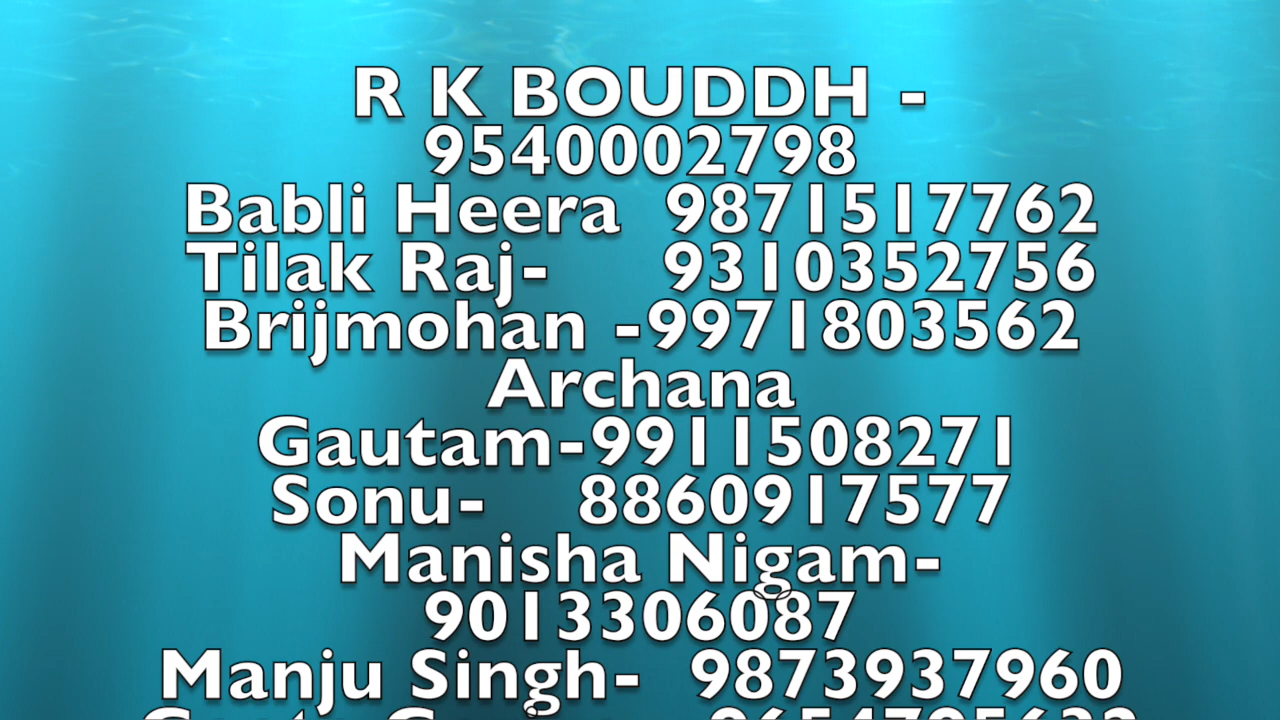 R K BOUDDH -
9540002798
Babli Heera 9871517762
Tilak Raj- 9310352756
Brijmohan -9971803562
Archana
Gautam-9911508271
Sonu- 8860917577
Manisha Nigam-
9013306087
Manju Singh- 9873937960